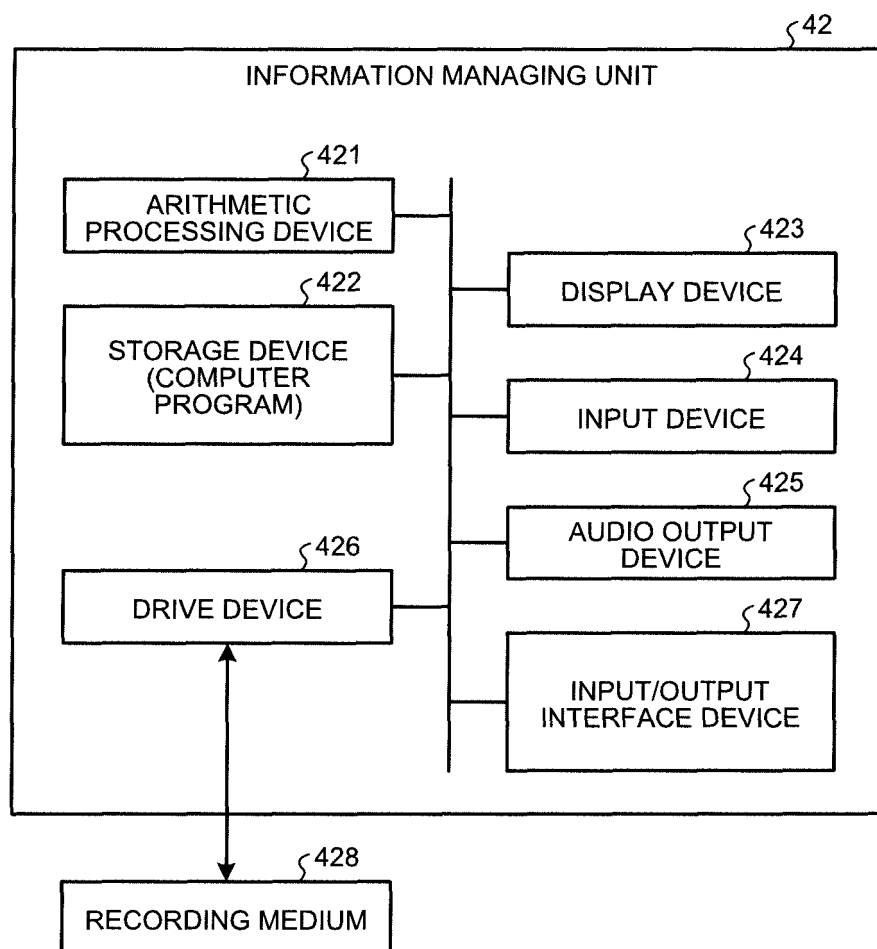 42
INFORMATION MANAGING UNIT
421
ARITHMETIC
PROCESSING DEVICE
422
STORAGE DEVICE
(COMPUTER
PROGRAM)
423
DISPLAY DEVICE
424
INPUT DEVICE
425
AUDIO OUTPUT
DEVICE
426
DRIVE DEVICE
427
INPUT/OUTPUT
INTERFACE DEVICE
428
RECORDING MEDIUM